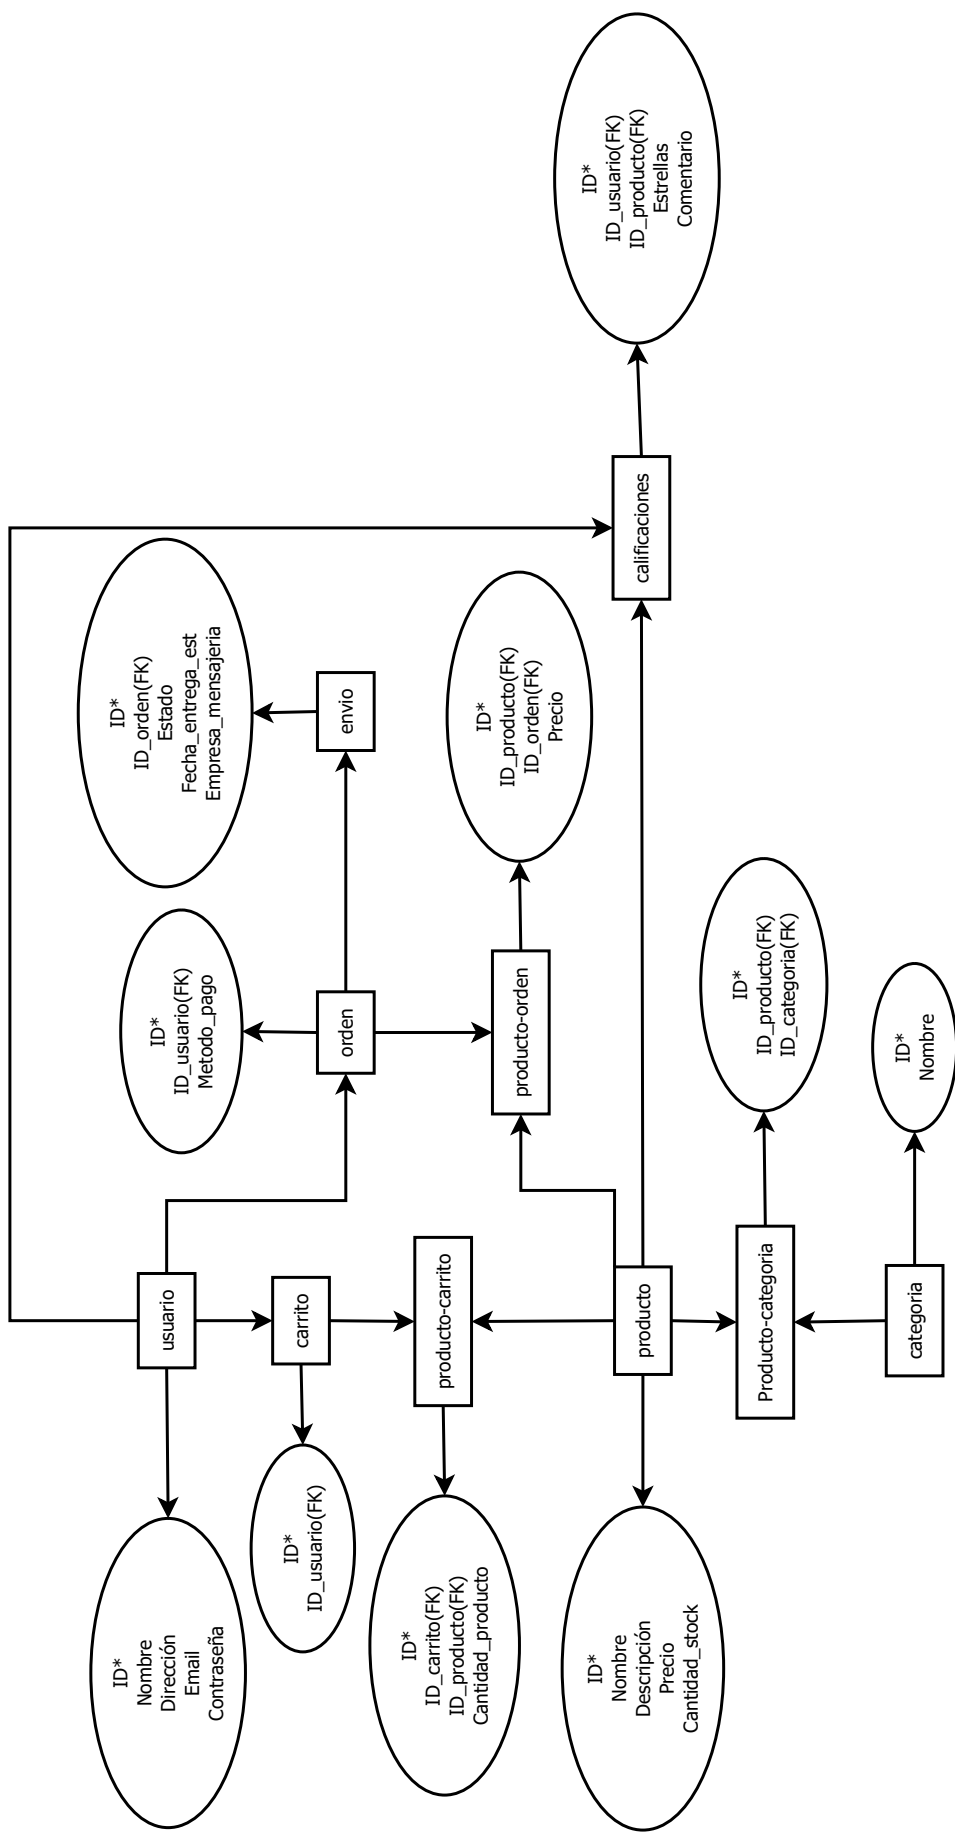 ID*
Nombre
Dirección
Email
Contraseña
usuario
ID*
ID_usuario(FK)
Metodo_pago
ID*
ID_orden(FK)
Estado
Fecha_entrega_est
Empresa_mensajeria
ID*
ID_usuario(FK)
carrito
orden
envio
ID*
ID_carrito(FK)
ID_producto(FK)
Cantidad_producto
producto-carrito
producto-orden
ID*
ID_producto(FK)
ID_orden(FK)
Precio
ID*
Nombre
Descripción
Precio
Cantidad_stock
producto
calificaciones
ID*
ID_usuario(FK)
ID_producto(FK)
Estrellas
Comentario
Producto-categoria
ID*
ID_producto(FK)
ID_categoria(FK)
categoria
ID*
Nombre